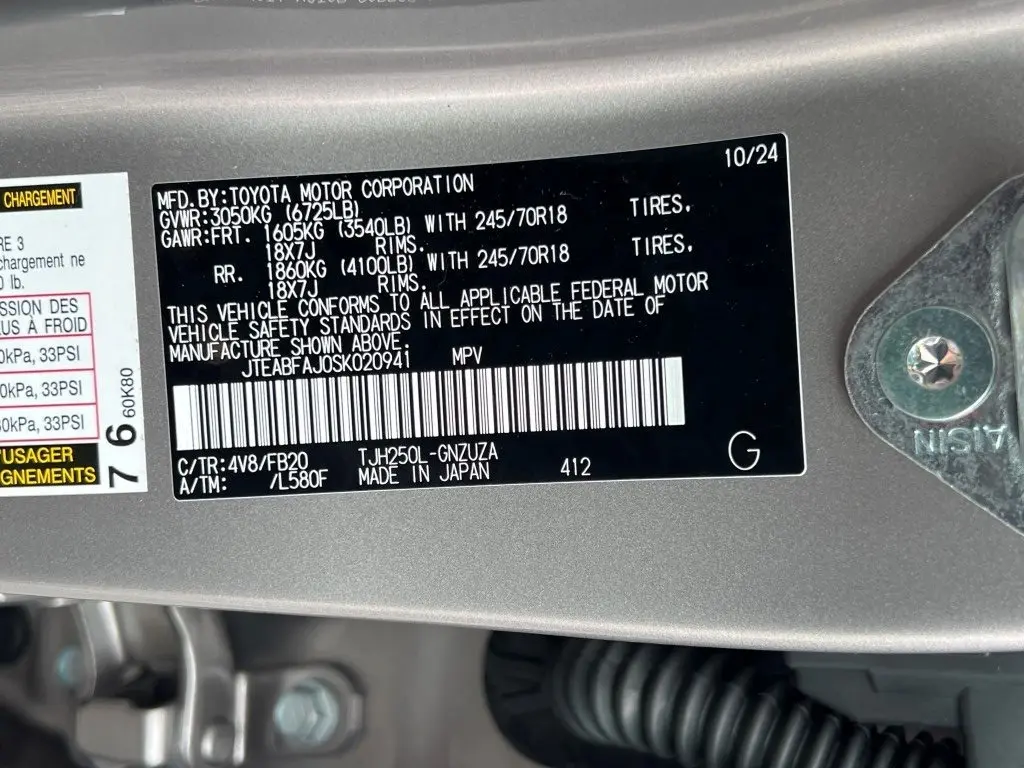 CHARGEMENT
RE 3
chargement ne
0 lb.
SSION DES
US À FROID
0kPa, 33PSI
0kPa, 33PSI
0kPa, 33PSI
'USAGER
GNEMENTS
7 6 60K80
10/24
MFD.BY:TOYOTA MOTOR CORPORATION
GVWR:3050KG (6725LB)
GAWR:FRT. 1605KG (3540LB) WITH 245/70R18 TIRES.
18X7J RIMS.
RR. 1860KG (4100LB) WITH 245/70R18 TIRES.
18X7J RIMS.
THIS VEHICLE CONFORMS TO ALL APPLICABLE FEDERAL MOTOR
VEHICLE SAFETY STANDARDS IN EFFECT ON THE DATE OF
MANUFACTURE SHOWN ABOVE.
JTEABFAJ0SK020941 MPV
C/TR:4V8/FB20 TJH250L-GNZUZA
A/TM: /L580F MADE IN JAPAN 412 G
AISIN